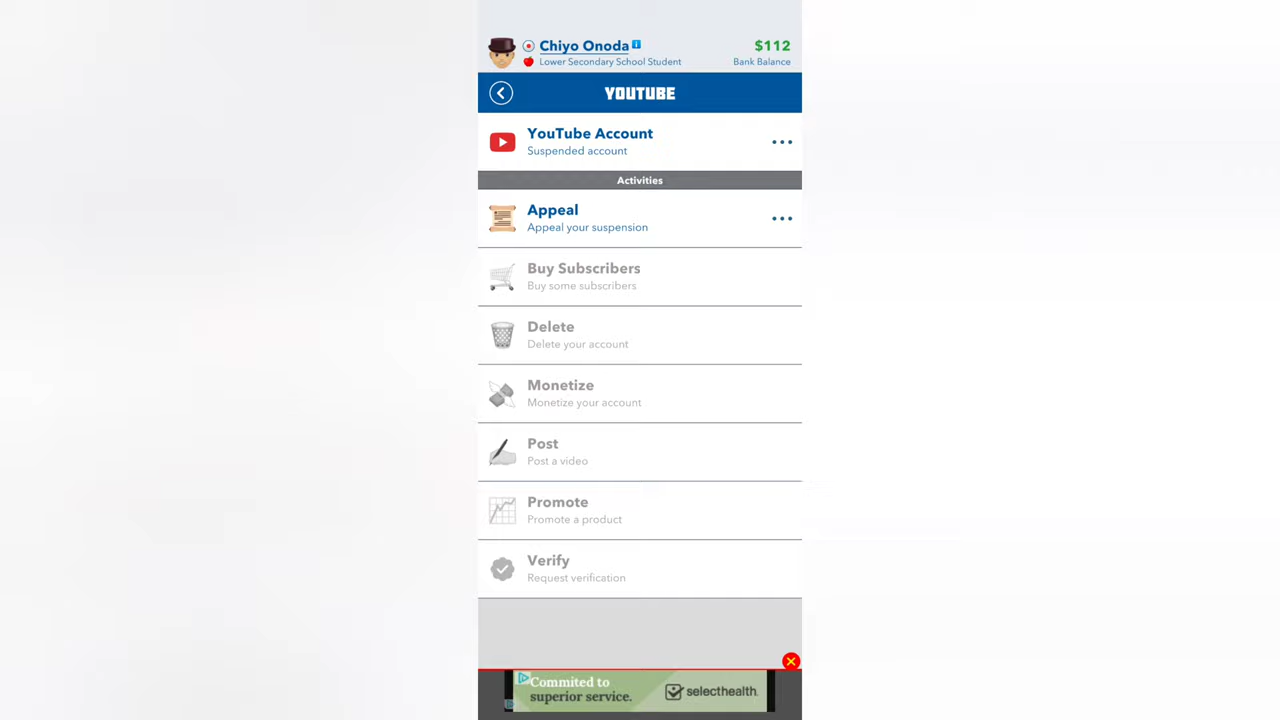 Chiyo Onoda
$112
Lower Secondary School Student
Bank Balance
YOUTUBE
YouTube Account
Suspended account
Activities
Appeal
Appeal your suspension
Buy Subscribers
Buy some subscribers
Delete
Delete your account
Monetize
Monetize your account
Post
Post a video
Promote
Promote a product
Verify
Request verification
Commited to
superior service.
selecthealth.